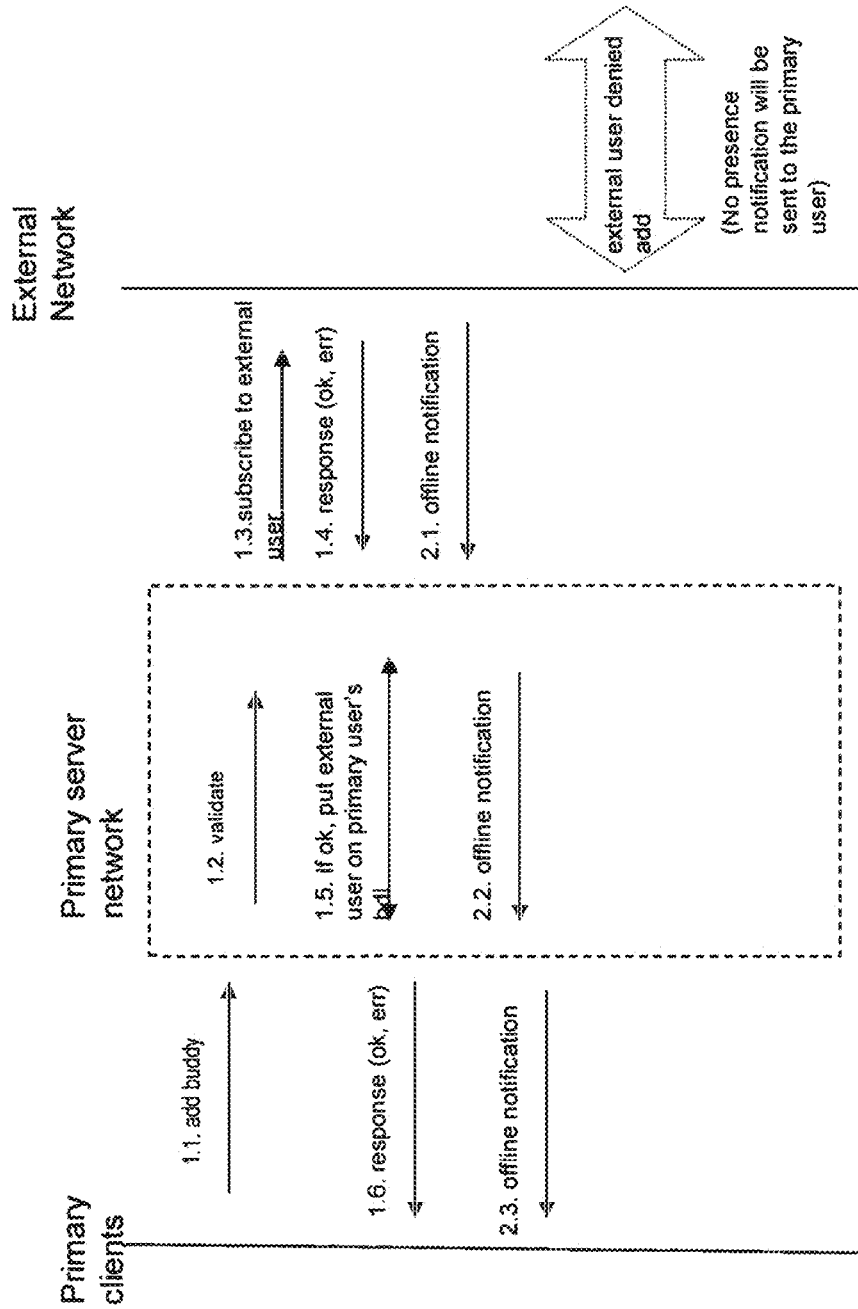 Primary
clients
Primary server
network
External
Network
1.1. add buddy
1.2. validate
1.3.subscribe to external
user
1.4. response (ok, err)
1.5. If ok, put external
user on primary user's
bdl
1.6. response (ok, err)
2.1. offline notification
2.2. offline notification
2.3. offline notification
external user denied
add
(No presence
notification will be
sent to the primary
user)